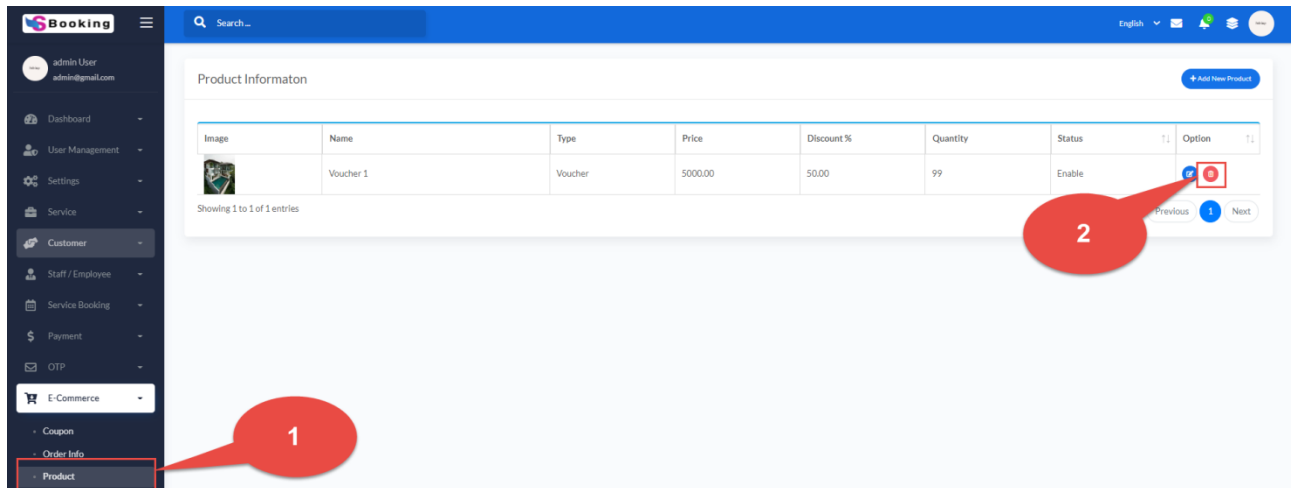 SBooking
Search...
English
0
admin User
admin@gmail.com
Product Informaton
+ Add New Product
Dashboard
User Management
Settings
Service
Customer
Staff / Employee
Service Booking
Payment
OTP
E-Commerce
Coupon
Order Info
Product
Image Name Type Price Discount % Quantity Status Option
Voucher 1 Voucher 5000.00 50.00 99 Enable
Showing 1 to 1 of 1 entries
Previous 1 Next
2
1